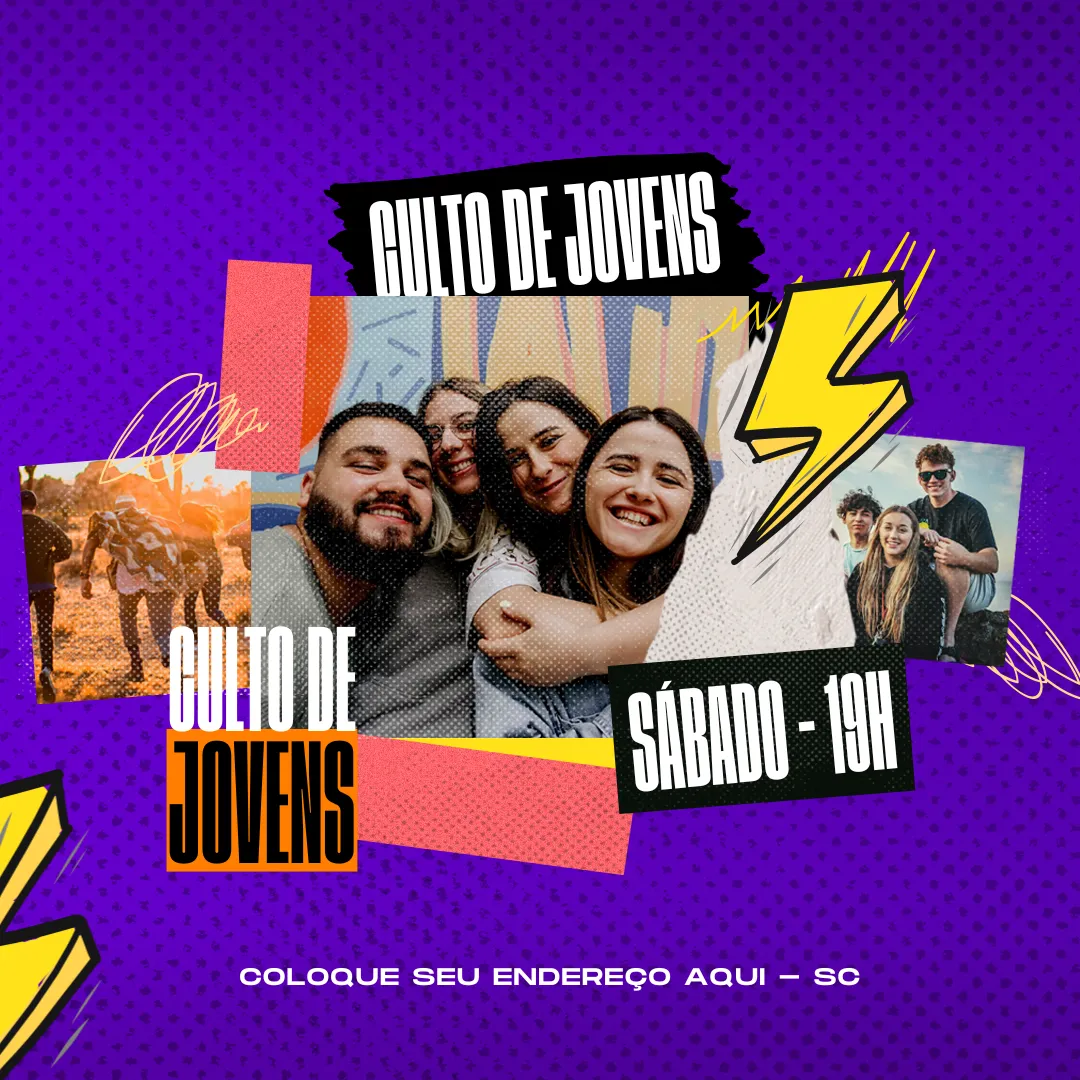 CULTO DE JOVENS
CULTO DE
JOVENS
SÁBADO - 19H
COLOQUE SEU ENDEREÇO AQUI – SC